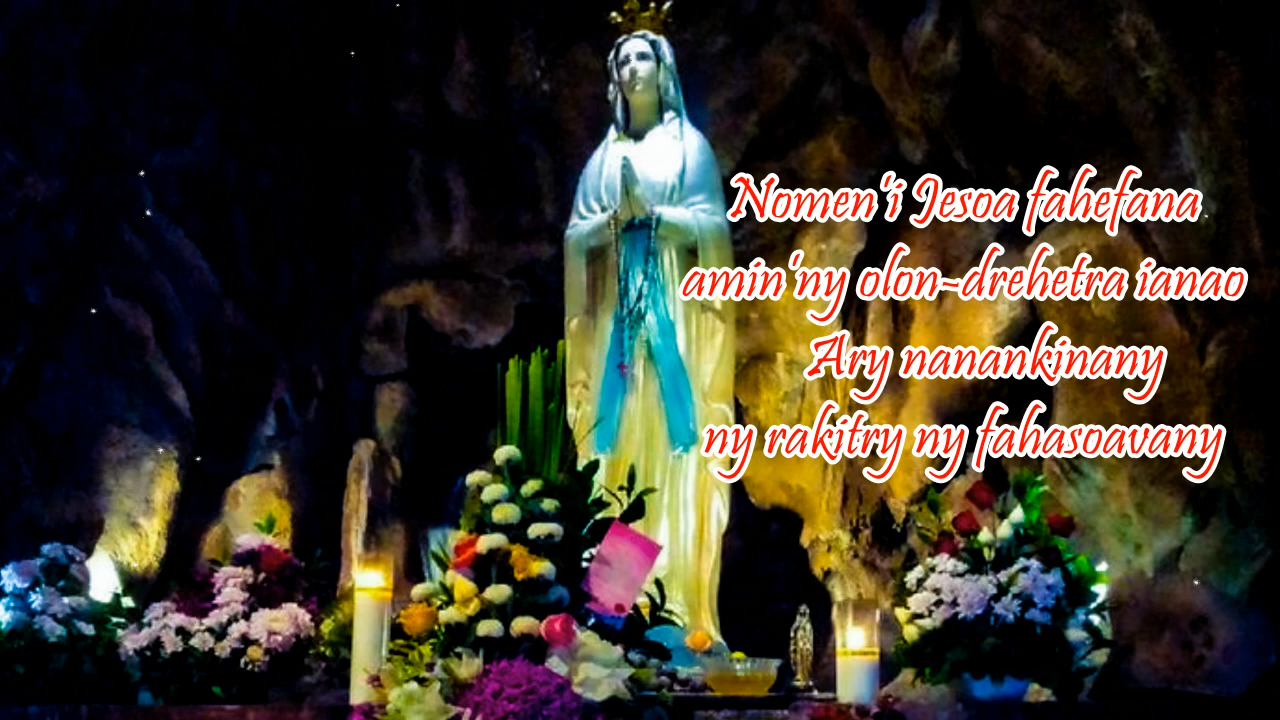 Nomen'i Jesoa fahefana
amin'ny olon-drehetra ianao
Ary nanankinany
ny rakitry ny fahasoavany